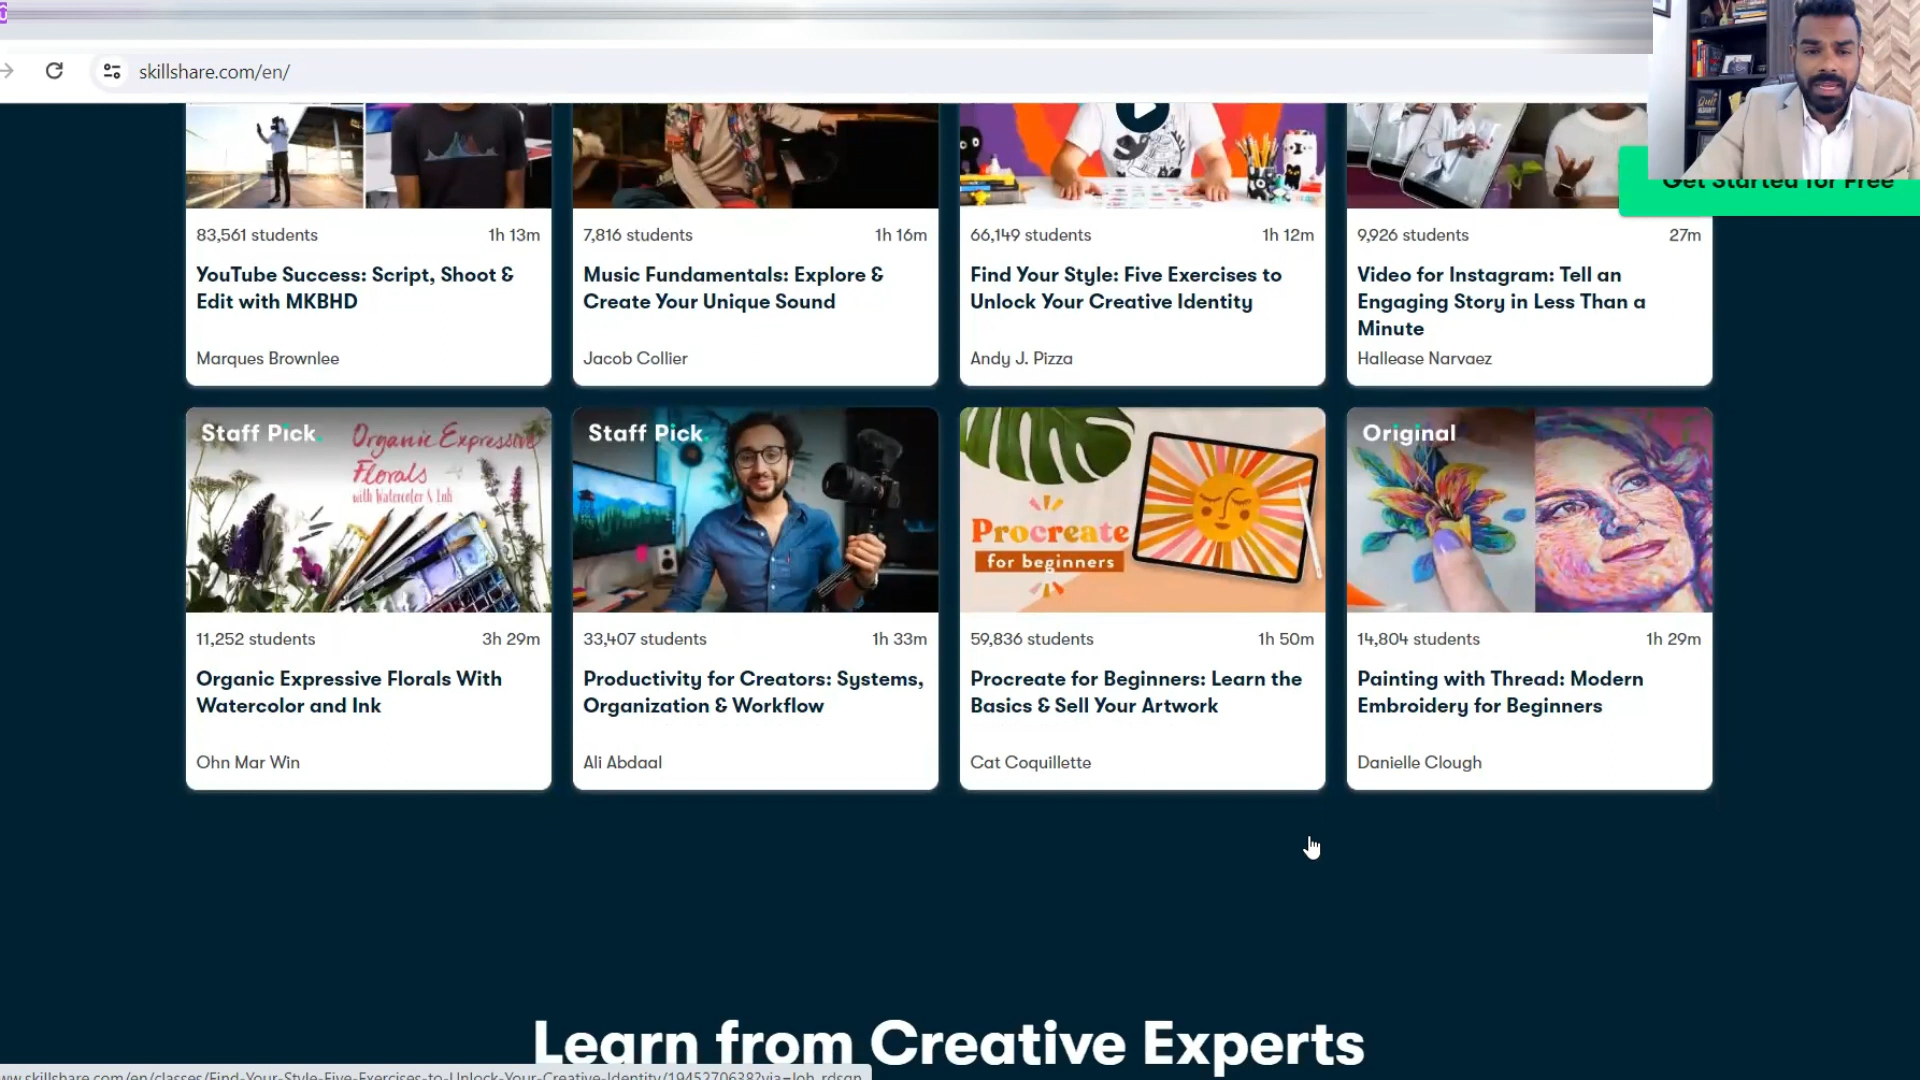 skillshare.com/en/
Get Started for Free
83,561 students 1h 13m
YouTube Success: Script, Shoot &
Edit with MKBHD
Marques Brownlee
7,816 students 1h 16m
Music Fundamentals: Explore &
Create Your Unique Sound
Jacob Collier
66,149 students 1h 12m
Find Your Style: Five Exercises to
Unlock Your Creative Identity
Andy J. Pizza
9,926 students 27m
Video for Instagram: Tell an
Engaging Story in Less Than a
Minute
Hallease Narvaez
Staff Pick.
Organic Expressive
Florals
with Watercolor & Ink
11,252 students 3h 29m
Organic Expressive Florals With
Watercolor and Ink
Ohn Mar Win
Staff Pick.
33,407 students 1h 33m
Productivity for Creators: Systems,
Organization & Workflow
Ali Abdaal
Procreate
for beginners
59,836 students 1h 50m
Procreate for Beginners: Learn the
Basics & Sell Your Artwork
Cat Coquillette
Original
14,804 students 1h 29m
Painting with Thread: Modern
Embroidery for Beginners
Danielle Clough
Learn from Creative Experts